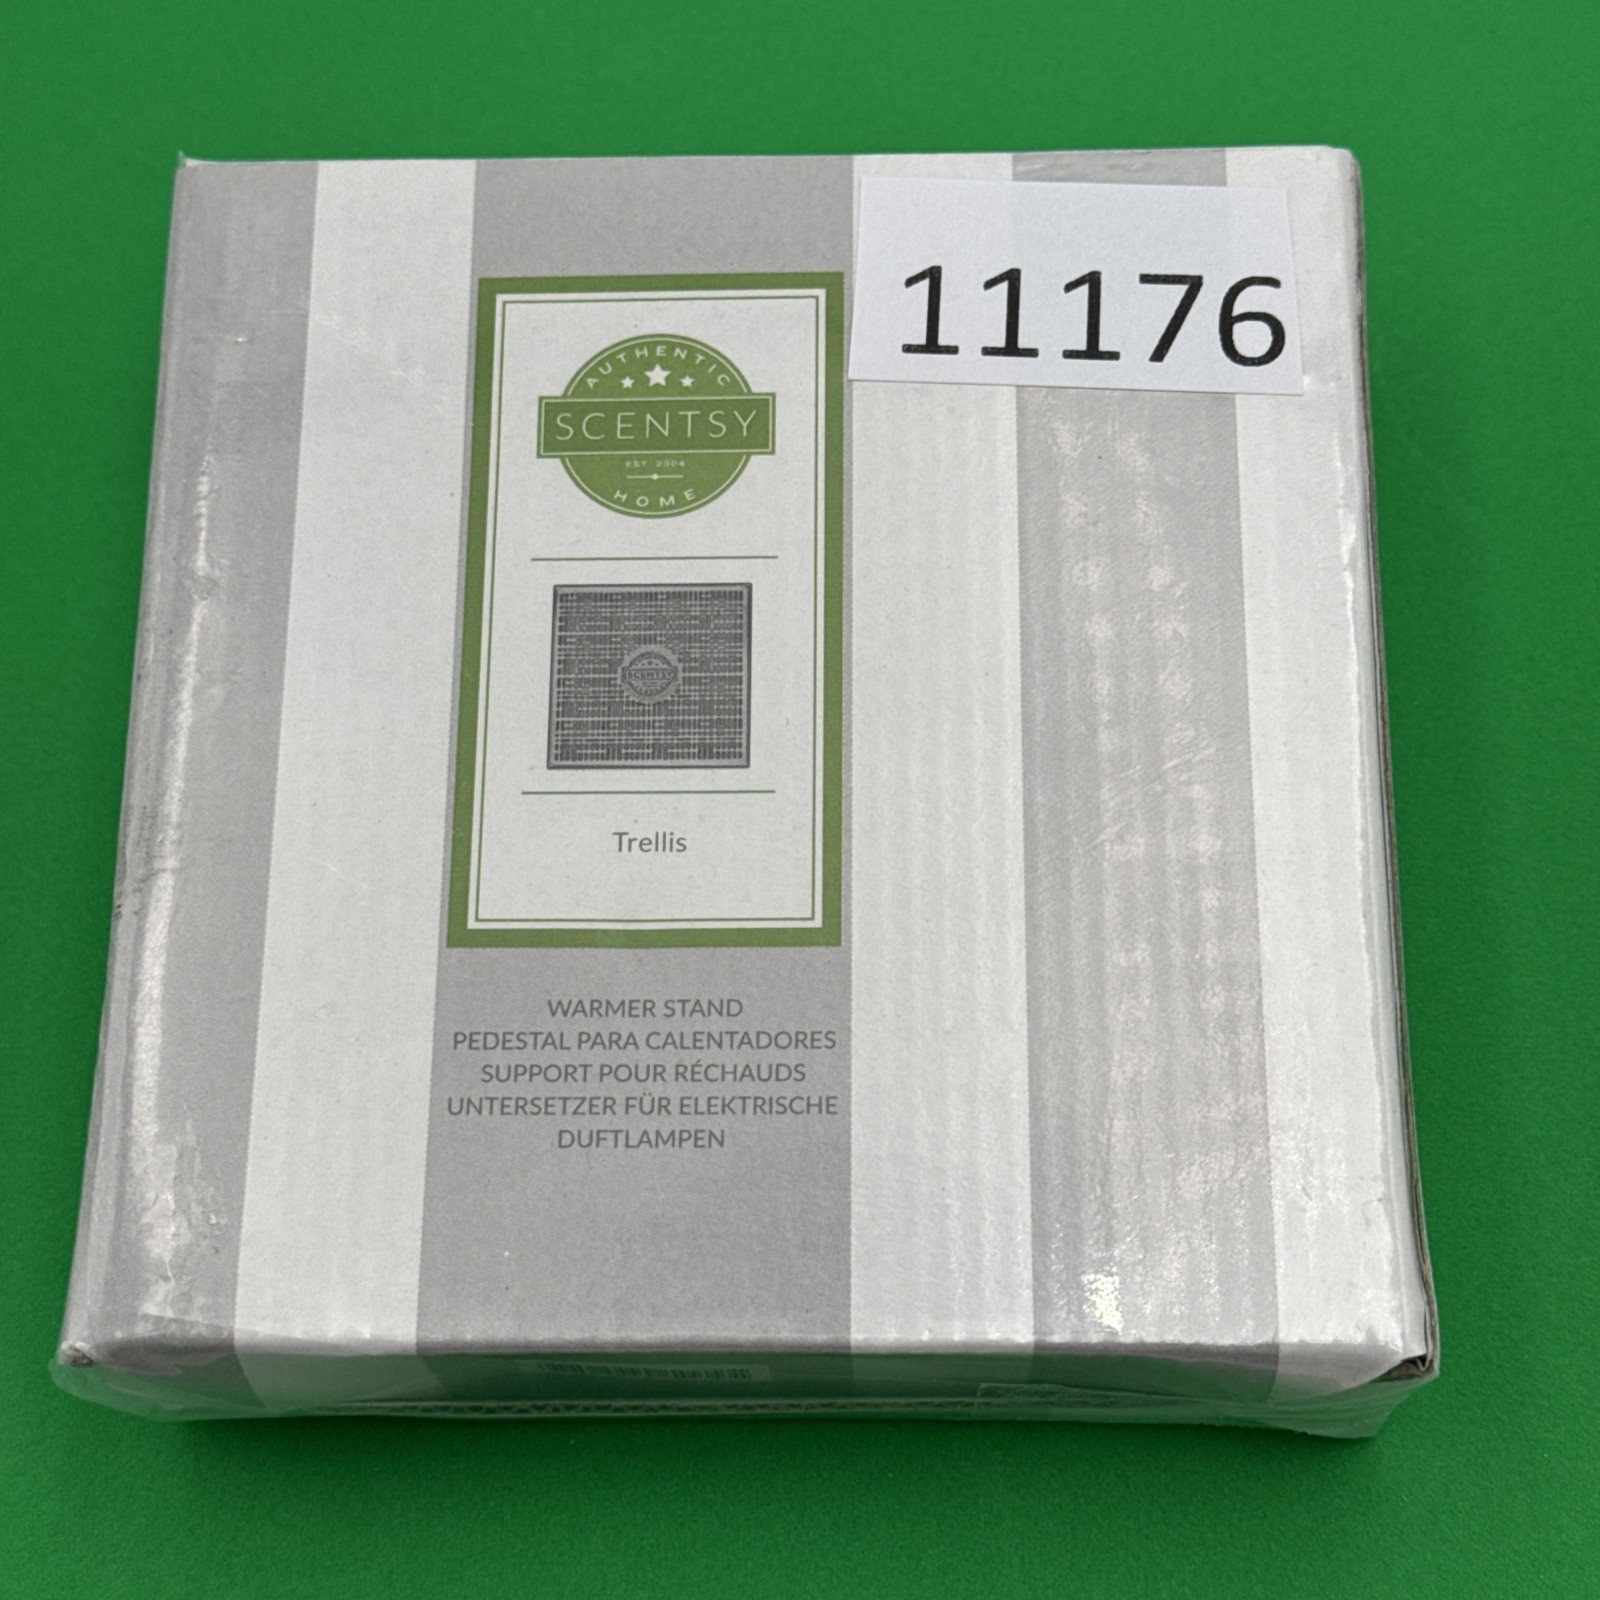 11176
AUTHENTIC
SCENTSY
EST 2004
HOME
SCENTSY
Trellis
WARMER STAND
PEDESTAL PARA CALENTADORES
SUPPORT POUR RÉCHAUDS
UNTERSETZER FÜR ELEKTRISCHE
DUFTLAMPEN